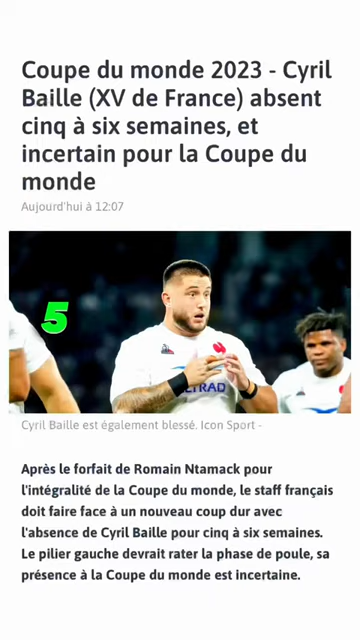 Coupe du monde 2023 - Cyril
Baille (XV de France) absent
cinq à six semaines, et
incertain pour la Coupe du
monde
Aujourd'hui à 12:07
5
Cyril Baille est également blessé. Icon Sport -
Après le forfait de Romain Ntamack pour
l'intégralité de la Coupe du monde, le staff français
doit faire face à un nouveau coup dur avec
l'absence de Cyril Baille pour cinq à six semaines.
Le pilier gauche devrait rater la phase de poule, sa
présence à la Coupe du monde est incertaine.